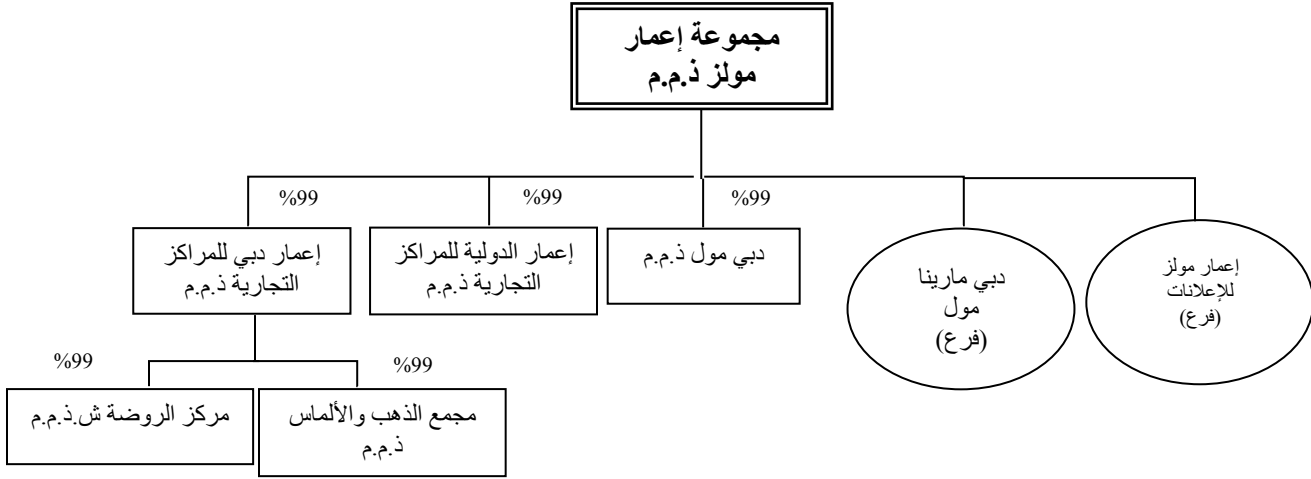 مجموعة إعمار
مولز ذ.م.م
%99
%99
%99
إعمار مولز
للإعلانات
(فرع)
دبي مارينا
مول
(فرع)
دبي مول ذ.م.م
إعمار الدولية للمراكز
التجارية ذ.م.م
إعمار دبي للمراكز
التجارية ذ.م.م
%99
%99
مجمع الذهب والألماس
ذ.م.م
مركز الروضة ش.ذ.م.م